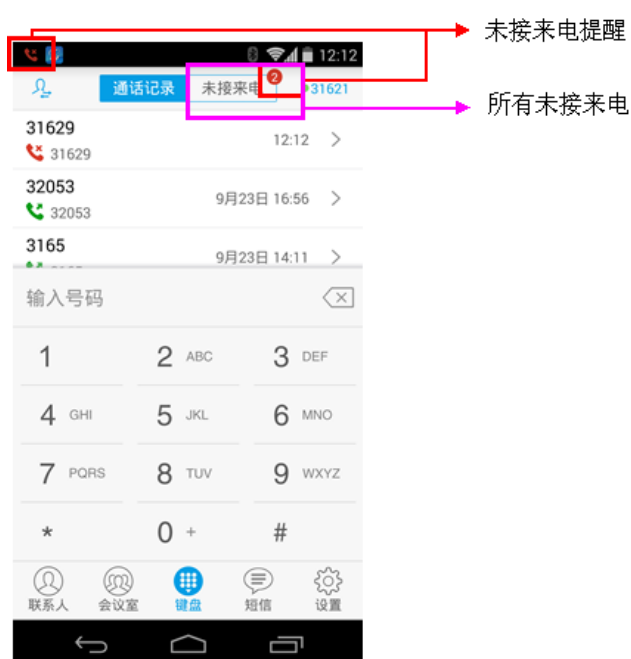 未接来电提醒
12:12
通话记录 未接来电 2 31621
所有未接来电
31629
31629 12:12
32053
32053 9月23日 16:56
3165
9月23日 14:11
输入号码
1 2 ABC 3 DEF
4 GHI 5 JKL 6 MNO
7 PQRS 8 TUV 9 WXYZ
* 0 + #
联系人 会议室 键盘 短信 设置